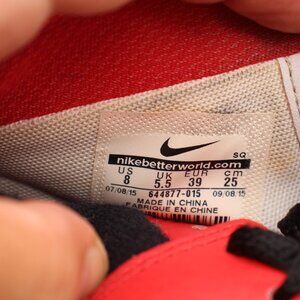 SQ
nikebetterworld.com
US UK EUR cm
8 5.5 39 25
07/08/15 644877-015 09/08/15
MADE IN CHINA
FABRIQUÉ EN CHINE